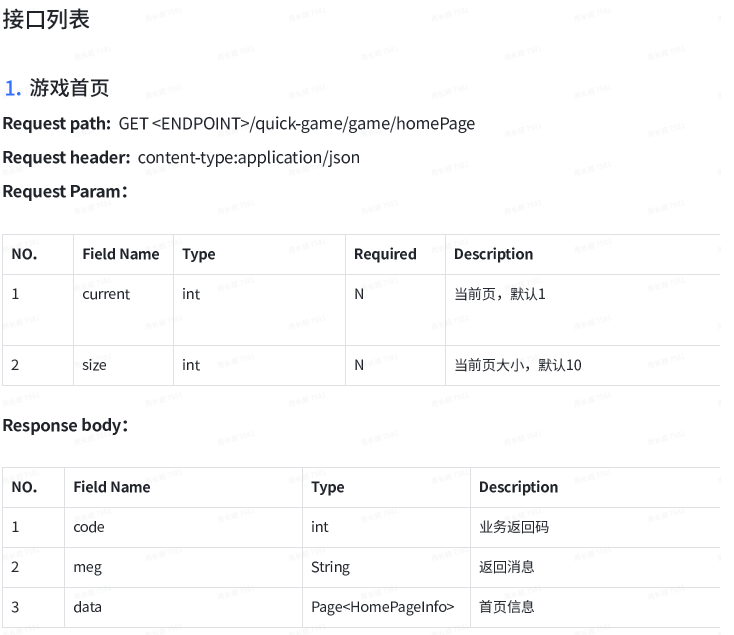 接口列表
1. 游戏首页
Request path: GET <ENDPOINT>/quick-game/game/homePage
Request header: content-type:application/json
Request Param：
NO. Field Name Type Required Description
1 current int N 当前页，默认1
2 size int N 当前页大小，默认10
Response body：
NO. Field Name Type Description
1 code int 业务返回码
2 meg String 返回消息
3 data Page<HomePageInfo> 首页信息